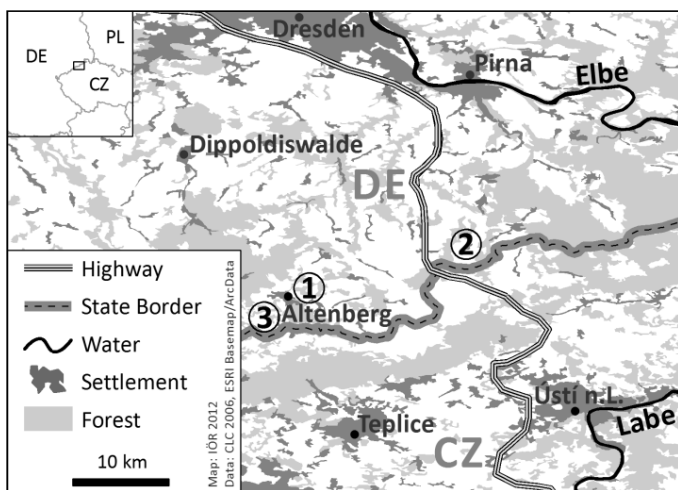 DE
PL
CZ
Dresden
Pirna
Elbe
Dippoldiswalde
DE
2
1
Altenberg
3
Teplice
CZ
Ústí n.L.
Labe
Highway
State Border
Water
Settlement
Forest
10 km
Map: IÖR 2012
Data: CLC 2006, ESRI Basemap/ArcData